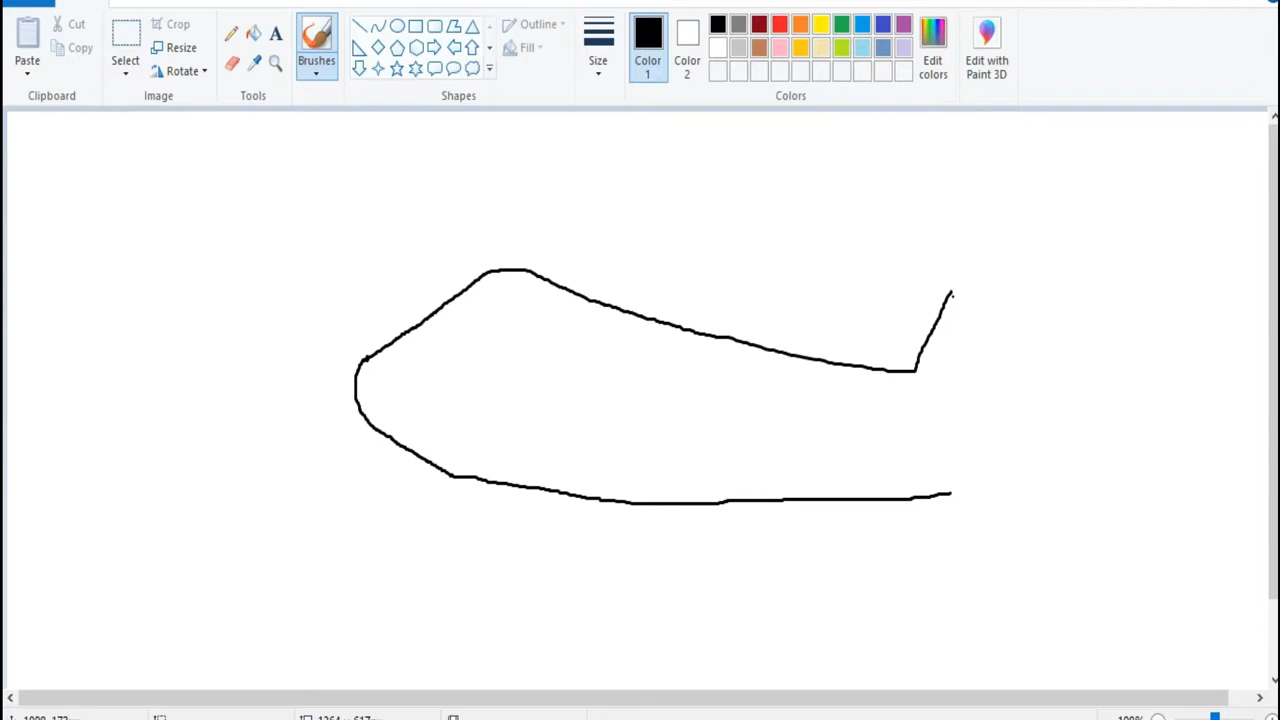 Cut
Crop
Outline
Copy
Resize
Fill
Paste
Select
Rotate
Brushes
Size
Color 1
Color 2
Edit colors
Edit with Paint 3D
Clipboard
Image
Tools
Shapes
Colors
100%